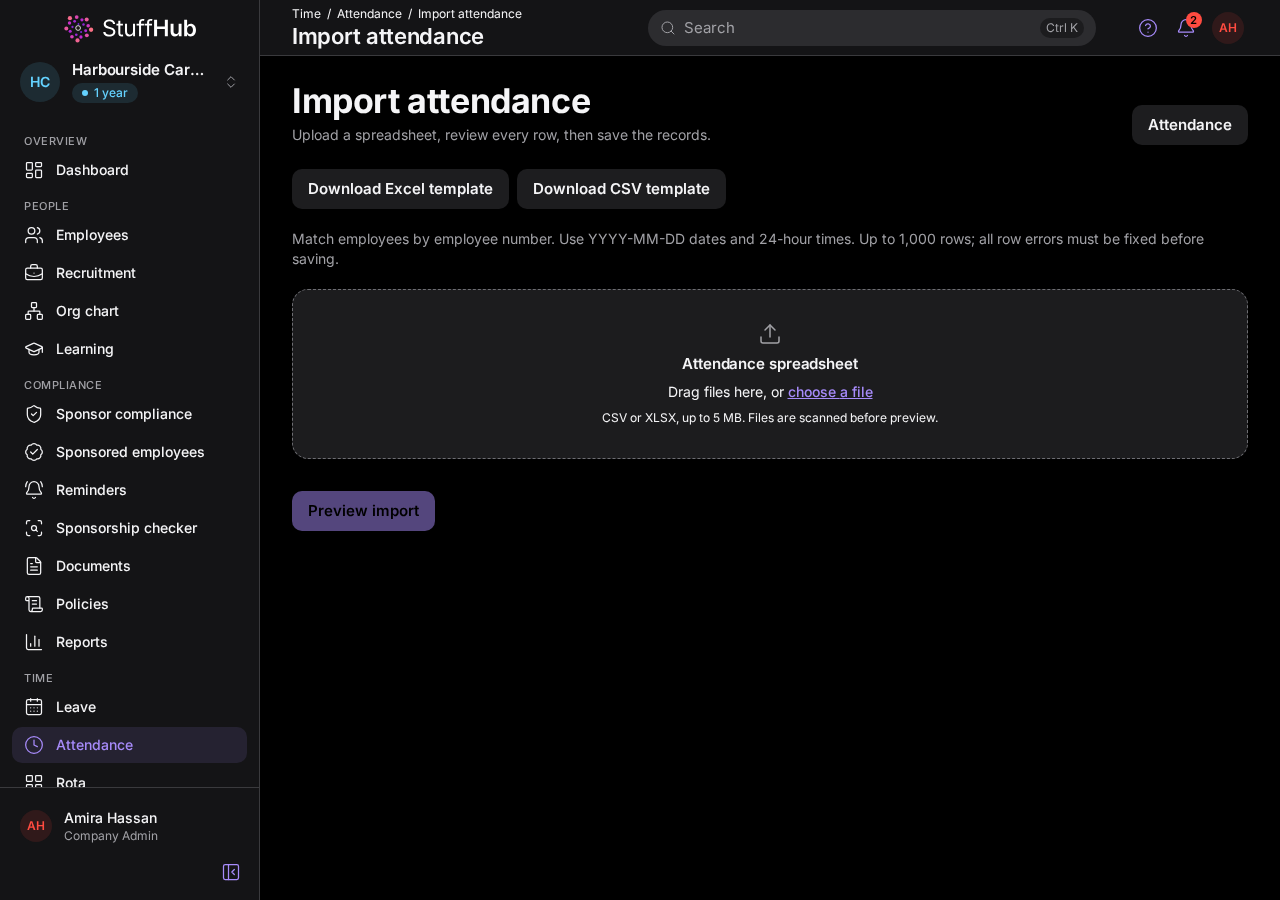 StuffHub
HC
Harbourside Car...
1 year
OVERVIEW
Dashboard
PEOPLE
Employees
Recruitment
Org chart
Learning
COMPLIANCE
Sponsor compliance
Sponsored employees
Reminders
Sponsorship checker
Documents
Policies
Reports
TIME
Leave
Attendance
Rota
AH
Amira Hassan
Company Admin
Time / Attendance / Import attendance
Import attendance
Search
Ctrl K
2
AH
Import attendance
Upload a spreadsheet, review every row, then save the records.
Attendance
Download Excel template
Download CSV template
Match employees by employee number. Use YYYY-MM-DD dates and 24-hour times. Up to 1,000 rows; all row errors must be fixed before
saving.
Attendance spreadsheet
Drag files here, or choose a file
CSV or XLSX, up to 5 MB. Files are scanned before preview.
Preview import